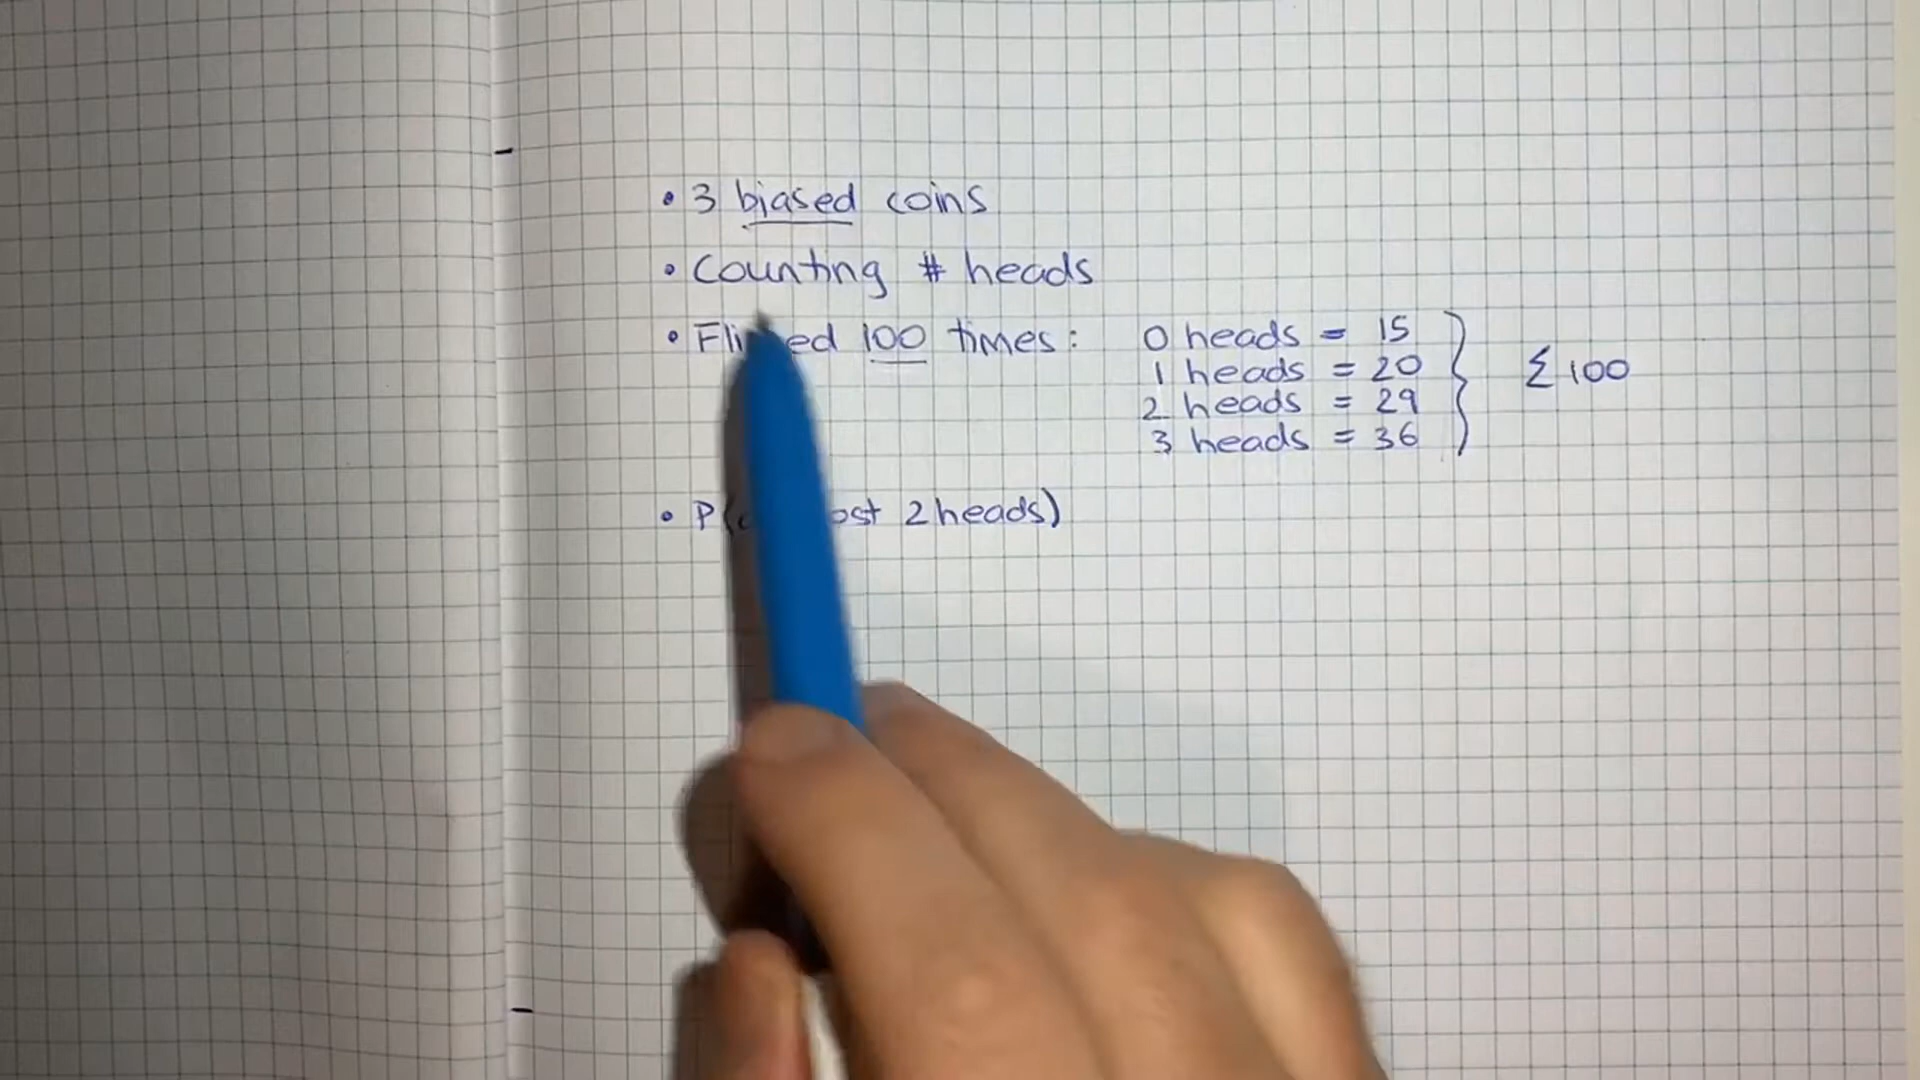 • 3 biased coins
• Counting # heads
• Fli ed 100 times: 0 heads = 15
1 heads = 20
2 heads = 29
3 heads = 36
Σ 100
• P( ost 2 heads)